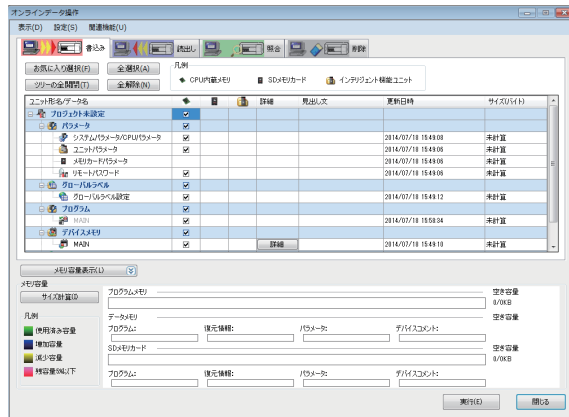 オンラインデータ操作
表示(D) 設定(S) 関連機能(U)
書込み 読出し 照合 削除
お気に入り選択(F) 全選択(A) 凡例
ツリーの全開閉(T) 全解除(N) CPU内蔵メモリ SDメモリカード インテリジェント機能ユニット
ユニット形名/データ名 詳細 見出し文 更新日時 サイズ(バイト)
プロジェクト未設定
パラメータ
システムパラメータ/CPUパラメータ 2014/07/18 15:49:08 未計算
ユニットパラメータ 2014/07/18 15:49:06 未計算
メモリカードパラメータ 2014/07/18 15:49:06 未計算
リモートパスワード 2014/07/18 15:49:06 未計算
グローバルラベル
グローバルラベル設定 2014/07/18 15:49:12 未計算
プログラム
MAIN 2014/07/18 15:50:34 未計算
デバイスメモリ
MAIN 詳細 2014/07/18 15:49:10 未計算
メモリ容量表示(L)
メモリ容量
サイズ計算(I) プログラムメモリ 空き容量
0/0KB
凡例 データメモリ 空き容量
使用済み容量 プログラム: 復元情報: パラメータ: デバイスコメント:
増加容量 SDメモリカード 空き容量
減少容量 0/0KB
残容量5%以下 プログラム: 復元情報: パラメータ: デバイスコメント:
実行(E) 閉じる